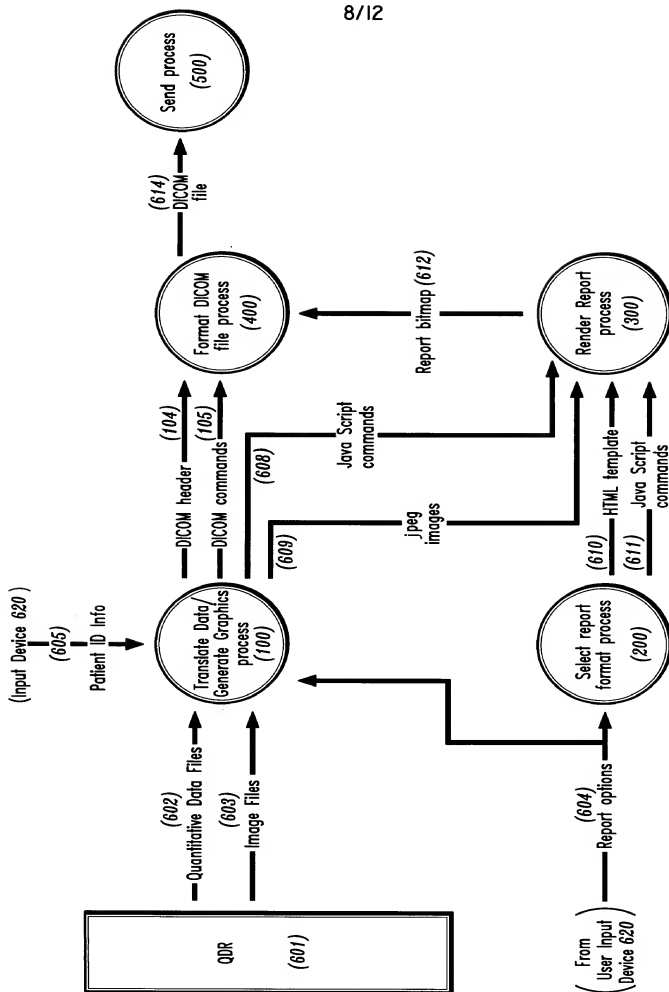 8/12
(Input Device 620 )
(605)
Patient ID Info
QDR
(601)
(602)
Quantitative Data Files
(603)
Image Files
Translate Data/
Generate Graphics
process
(100)
DICOM header
(104)
DICOM commands
(105)
(608)
Java Script
commands
(609)
jpeg
images
Format DICOM
file process
(400)
(614)
DICOM
file
Send process
(500)
Report bitmap (612)
(From
User Input
Device 620)
(604)
Report options
Select report
format process
(200)
(610)
HTML template
(611)
Java Script
commands
Render Report
process
(300)